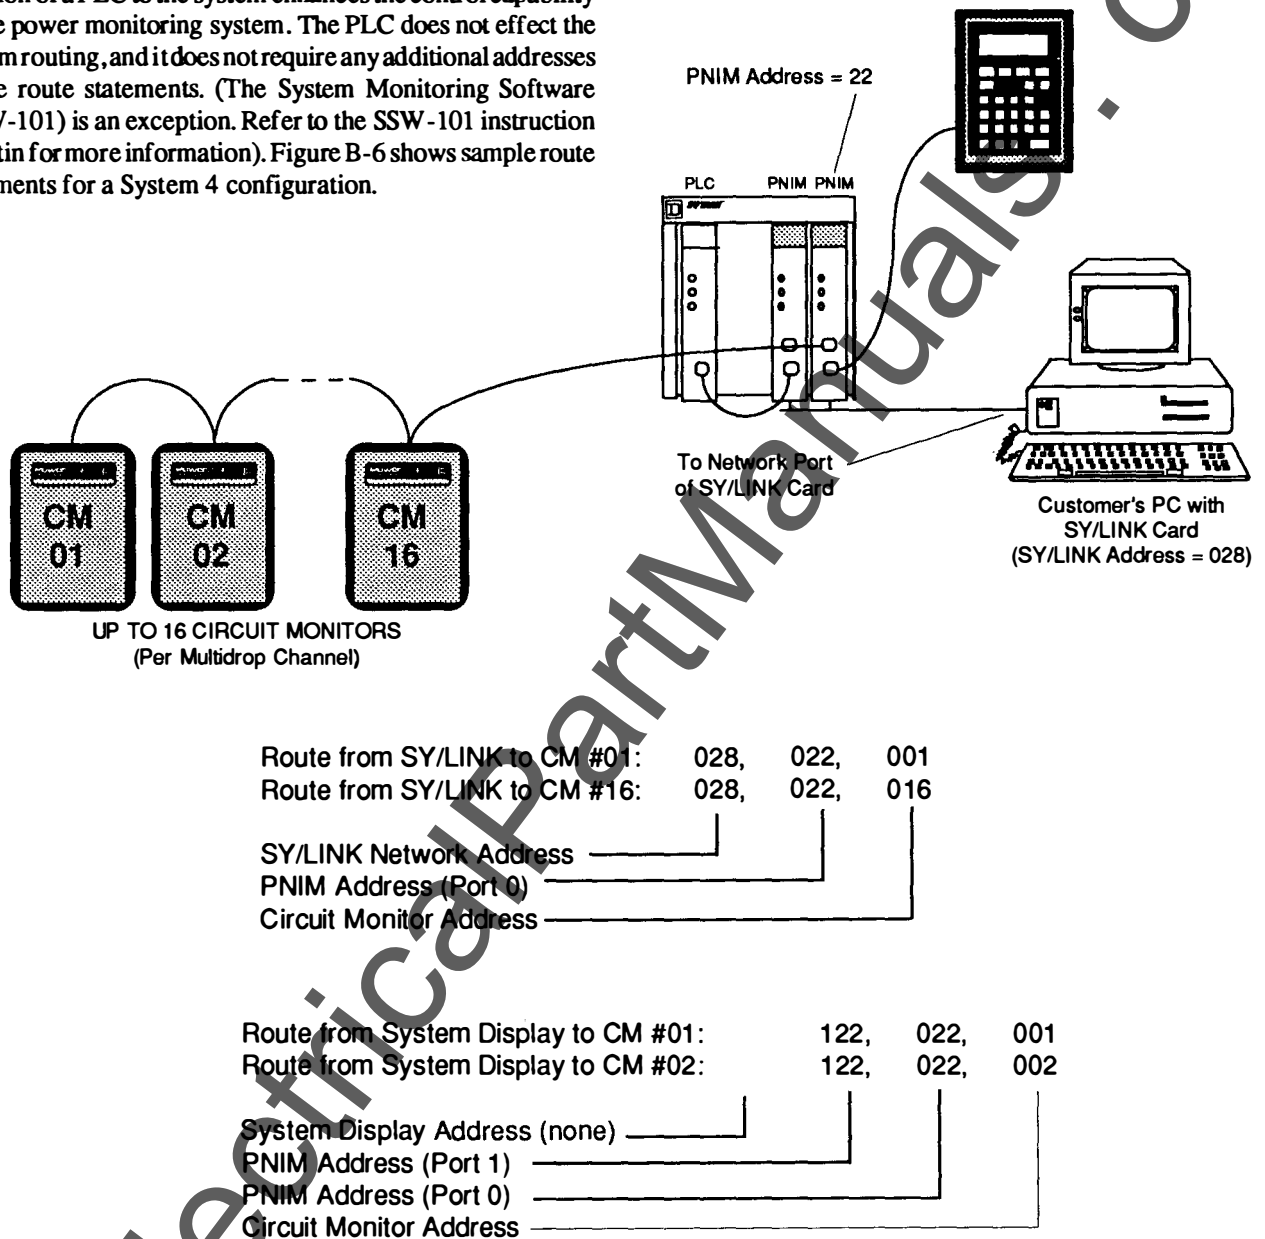 of a PLC to the system enhances the control capability
power monitoring system. The PLC does not effect the
routing, and it does not require any additional addresses
route statements. (The System Monitoring Software
-101) is an exception. Refer to the SSW-101 instruction
for more information). Figure B-6 shows sample route
for a System 4 configuration.
PNIM Address = 22
PLC PNIM PNIM
To Network Port
of SY/LINK Card
Customer's PC with
SY/LINK Card
(SY/LINK Address = 028)
CM
01
CM
02
CM
16
UP TO 16 CIRCUIT MONITORS
(Per Multidrop Channel)
Route from SY/LINK to CM #01: 028, 022, 001
Route from SY/LINK to CM #16: 028, 022, 016
SY/LINK Network Address
PNIM Address (Port 0)
Circuit Monitor Address
Route from System Display to CM #01: 122, 022, 001
Route from System Display to CM #02: 122, 022, 002
System Display Address (none)
PNIM Address (Port 1)
PNIM Address (Port 0)
Circuit Monitor Address
ectricalPartManuals.